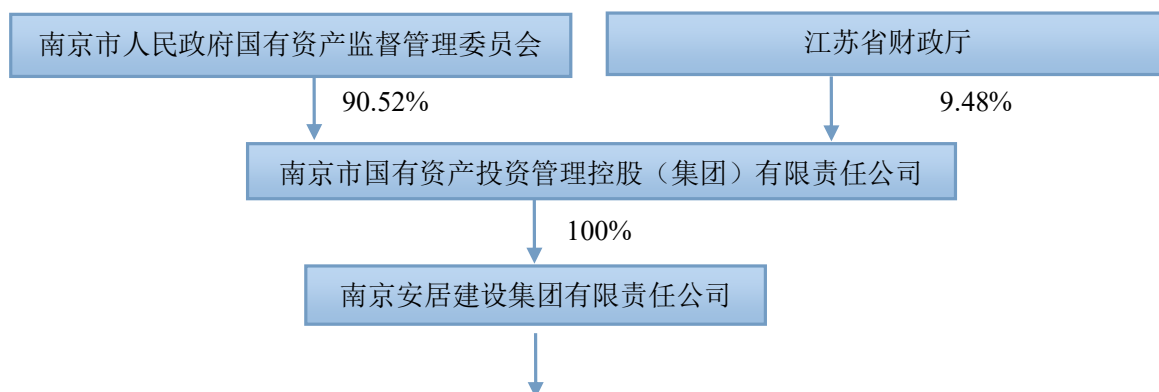 南京市人民政府国有资产监督管理委员会
江苏省财政厅
90.52%
9.48%
南京市国有资产投资管理控股（集团）有限责任公司
100%
南京安居建设集团有限责任公司